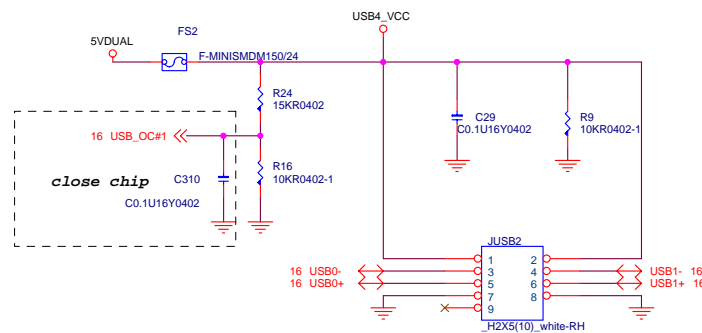 USB4_VCC
FS2
5VDUAL
F-MINISMDM150/24
R24
15KR0402
C29
C0.1U16Y0402
R9
10KR0402-1
16 USB_OC#1
R16
10KR0402-1
close chip
C310
C0.1U16Y0402
JUSB2
1 2
16 USB0- 3 4 USB1- 16
16 USB0+ 5 6 USB1+ 16
7 8
9
_H2X5(10)_white-RH